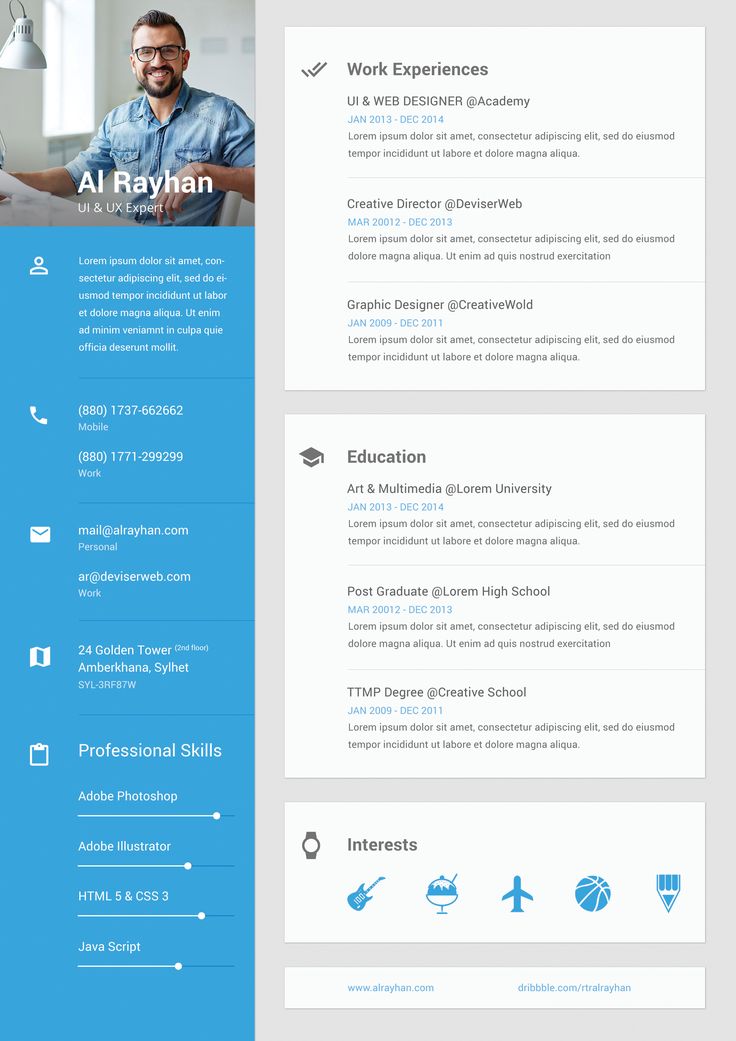 Al Rayhan
UI & UX Expert
Lorem ipsum dolor sit amet, con-
sectetur adipiscing elit, sed do ei-
usmod tempor incididunt ut labor
et dolore magna aliqua. Ut enim
ad minim veniamnt in culpa quie
officia deserunt mollit.
(880) 1737-662662
Mobile
(880) 1771-299299
Work
mail@alrayhan.com
Personal
ar@deviserweb.com
Work
24 Golden Tower (2nd floor)
Amberkhana, Sylhet
SYL-3RF87W
Professional Skills
Adobe Photoshop
Adobe Illustrator
HTML 5 & CSS 3
Java Script
Work Experiences
UI & WEB DESIGNER @Academy
JAN 2013 - DEC 2014
Lorem ipsum dolor sit amet, consectetur adipiscing elit, sed do eiusmod
tempor incididunt ut labore et dolore magna aliqua.
Creative Director @DeviserWeb
MAR 20012 - DEC 2013
Lorem ipsum dolor sit amet, consectetur adipiscing elit, sed do eiusmod
dolore magna aliqua. Ut enim ad quis nostrud exercitation
Graphic Designer @CreativeWold
JAN 2009 - DEC 2011
Lorem ipsum dolor sit amet, consectetur adipiscing elit, sed do eiusmod
tempor incididunt ut labore et dolore magna aliqua.
Education
Art & Multimedia @Lorem University
JAN 2013 - DEC 2014
Lorem ipsum dolor sit amet, consectetur adipiscing elit, sed do eiusmod
tempor incididunt ut labore et dolore magna aliqua.
Post Graduate @Lorem High School
MAR 20012 - DEC 2013
Lorem ipsum dolor sit amet, consectetur adipiscing elit, sed do eiusmod
dolore magna aliqua. Ut enim ad quis nostrud exercitation
TTMP Degree @Creative School
JAN 2009 - DEC 2011
Lorem ipsum dolor sit amet, consectetur adipiscing elit, sed do eiusmod
tempor incididunt ut labore et dolore magna aliqua.
Interests
www.alrayhan.com
dribbble.com/rtralrayhan